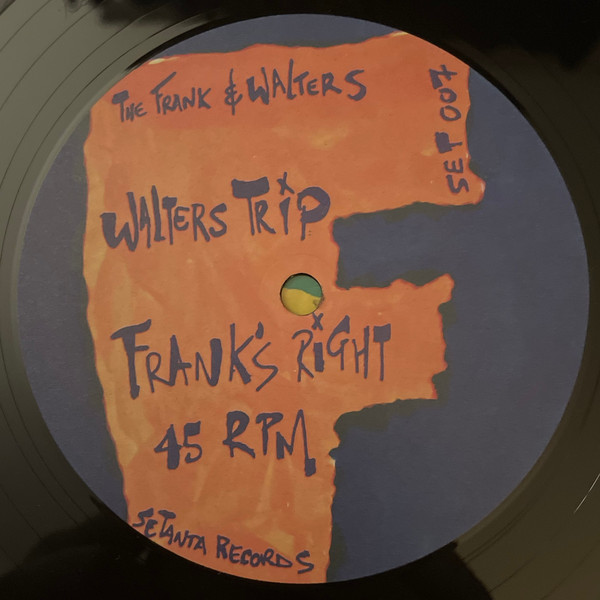 THE FRANK & WALTERS
SET 007
WALTERS TRIP
FRANK'S RIGHT
45 RPM
SETANTA RECORDS